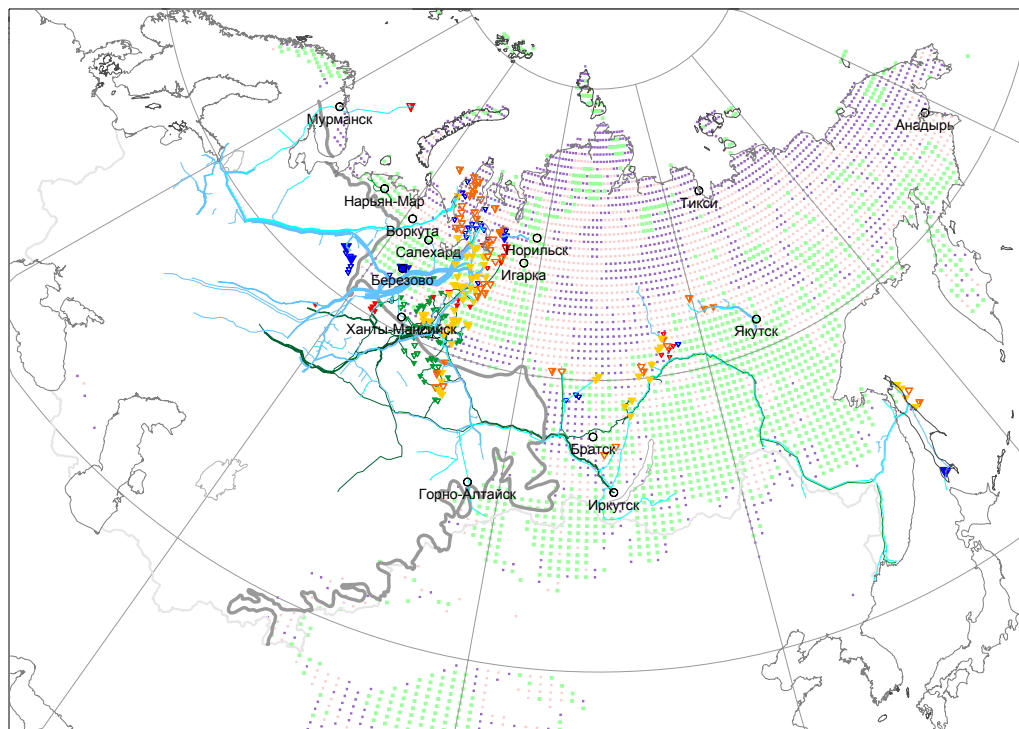 Мурманск
Анадырь
Нарьян-Мар
Тикси
Воркута
Салехард
Норильск
Березово
Игарка
Ханты-Мансийск
Якутск
Братск
Горно-Алтайск
Иркутск